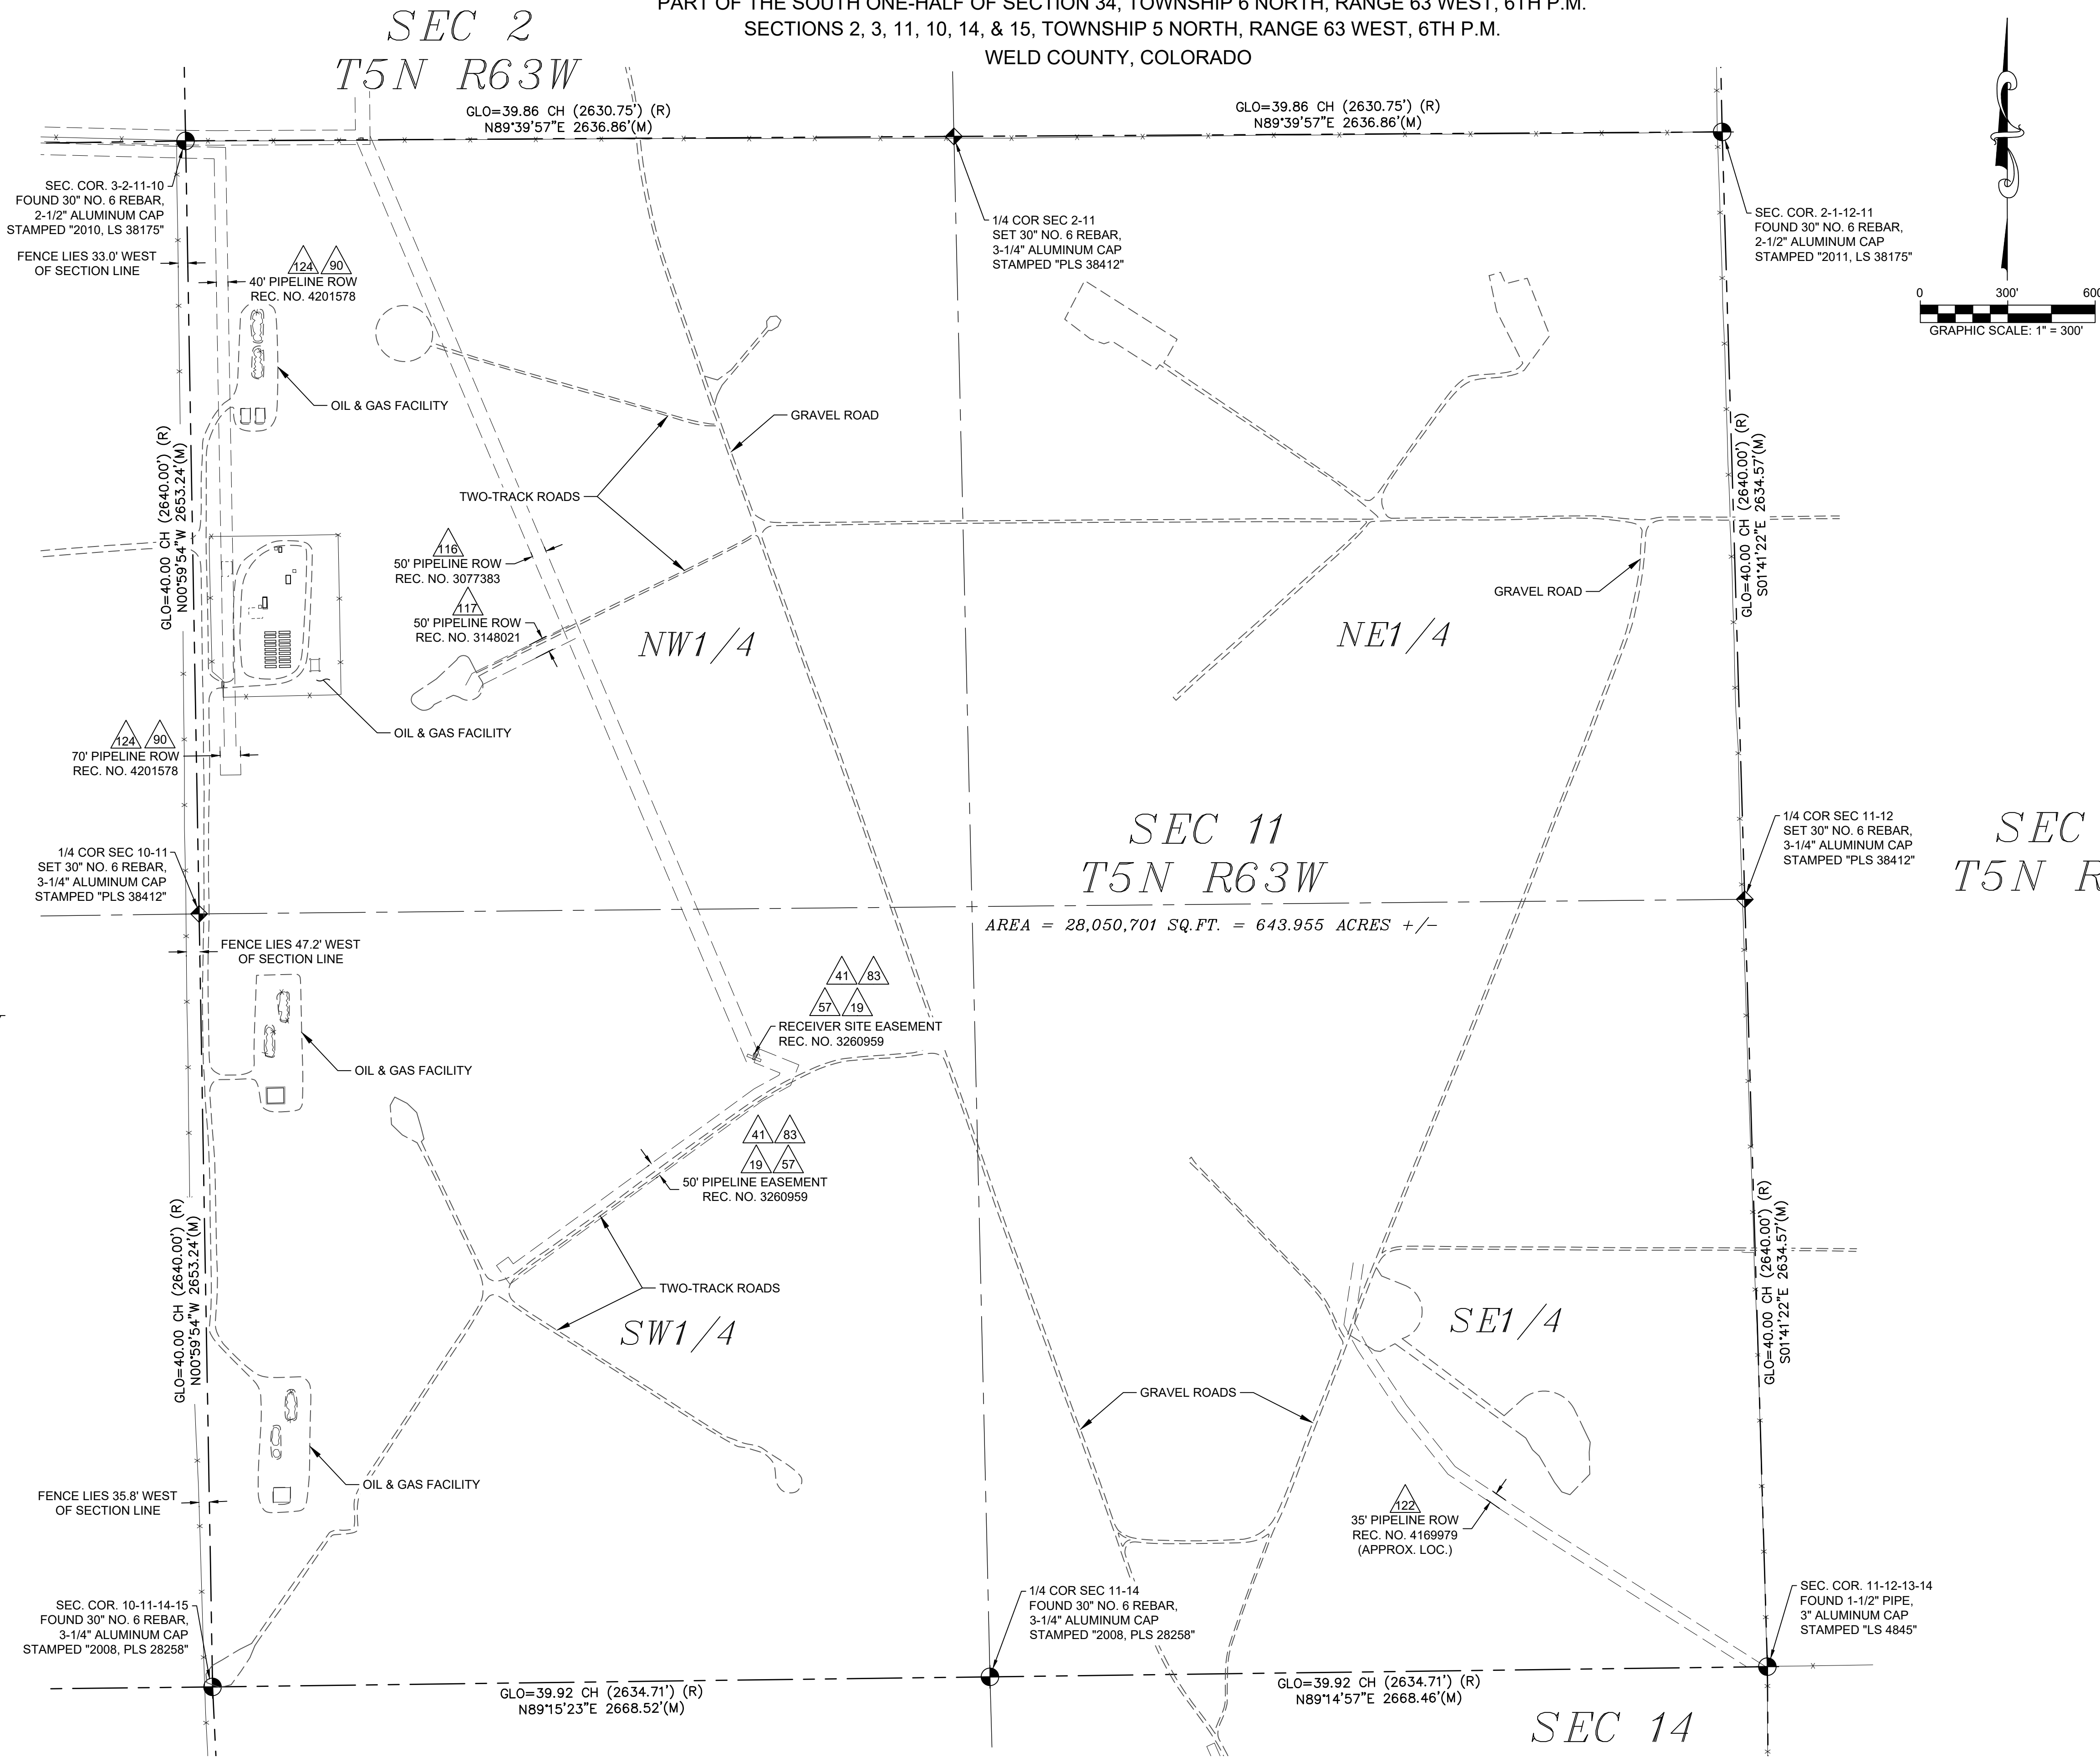 PART OF THE SOUTH ONE-HALF OF SECTION 34, TOWNSHIP 6 NORTH, RANGE 63 WEST, 6TH P.M.
SECTIONS 2, 3, 11, 10, 14, & 15, TOWNSHIP 5 NORTH, RANGE 63 WEST, 6TH P.M.
WELD COUNTY, COLORADO
SEC 2
T5N R63W
GLO=39.86 CH (2630.75') (R)
N89°39'57"E 2636.86'(M)
GLO=39.86 CH (2630.75') (R)
N89°39'57"E 2636.86'(M)
SEC. COR. 3-2-11-10
FOUND 30" NO. 6 REBAR,
2-1/2" ALUMINUM CAP
STAMPED "2010, LS 38175"
FENCE LIES 33.0' WEST
OF SECTION LINE
124 90
40' PIPELINE ROW
REC. NO. 4201578
1/4 COR SEC 2-11
SET 30" NO. 6 REBAR,
3-1/4" ALUMINUM CAP
STAMPED "PLS 38412"
SEC. COR. 2-1-12-11
FOUND 30" NO. 6 REBAR,
2-1/2" ALUMINUM CAP
STAMPED "2011, LS 38175"
0 300' 600
GRAPHIC SCALE: 1" = 300'
OIL & GAS FACILITY
GRAVEL ROAD
GLO=40.00 CH (2640.00') (R)
N00°59'54"W 2653.24'(M)
GLO=40.00 CH (2640.00') (R)
S01°41'22"E 2634.57'(M)
TWO-TRACK ROADS
116
50' PIPELINE ROW
REC. NO. 3077383
117
50' PIPELINE ROW
REC. NO. 3148021
GRAVEL ROAD
NW1/4
NE1/4
OIL & GAS FACILITY
124 90
70' PIPELINE ROW
REC. NO. 4201578
SEC 11
T5N R63W
AREA = 28,050,701 SQ.FT. = 643.955 ACRES +/-
1/4 COR SEC 11-12
SET 30" NO. 6 REBAR,
3-1/4" ALUMINUM CAP
STAMPED "PLS 38412"
SEC
T5N R
1/4 COR SEC 10-11
SET 30" NO. 6 REBAR,
3-1/4" ALUMINUM CAP
STAMPED "PLS 38412"
FENCE LIES 47.2' WEST
OF SECTION LINE
41 83
57 19
RECEIVER SITE EASEMENT
REC. NO. 3260959
OIL & GAS FACILITY
41 83
19 57
50' PIPELINE EASEMENT
REC. NO. 3260959
GLO=40.00 CH (2640.00') (R)
N00°59'54"W 2653.24'(M)
GLO=40.00 CH (2640.00') (R)
S01°41'22"E 2634.57'(M)
TWO-TRACK ROADS
SW1/4
SE1/4
GRAVEL ROADS
OIL & GAS FACILITY
FENCE LIES 35.8' WEST
OF SECTION LINE
122
35' PIPELINE ROW
REC. NO. 4169979
(APPROX. LOC.)
SEC. COR. 10-11-14-15
FOUND 30" NO. 6 REBAR,
3-1/4" ALUMINUM CAP
STAMPED "2008, PLS 28258"
1/4 COR SEC 11-14
FOUND 30" NO. 6 REBAR,
3-1/4" ALUMINUM CAP
STAMPED "2008, PLS 28258"
SEC. COR. 11-12-13-14
FOUND 1-1/2" PIPE,
3" ALUMINUM CAP
STAMPED "LS 4845"
GLO=39.92 CH (2634.71') (R)
N89°15'23"E 2668.52'(M)
GLO=39.92 CH (2634.71') (R)
N89°14'57"E 2668.46'(M)
SEC 14